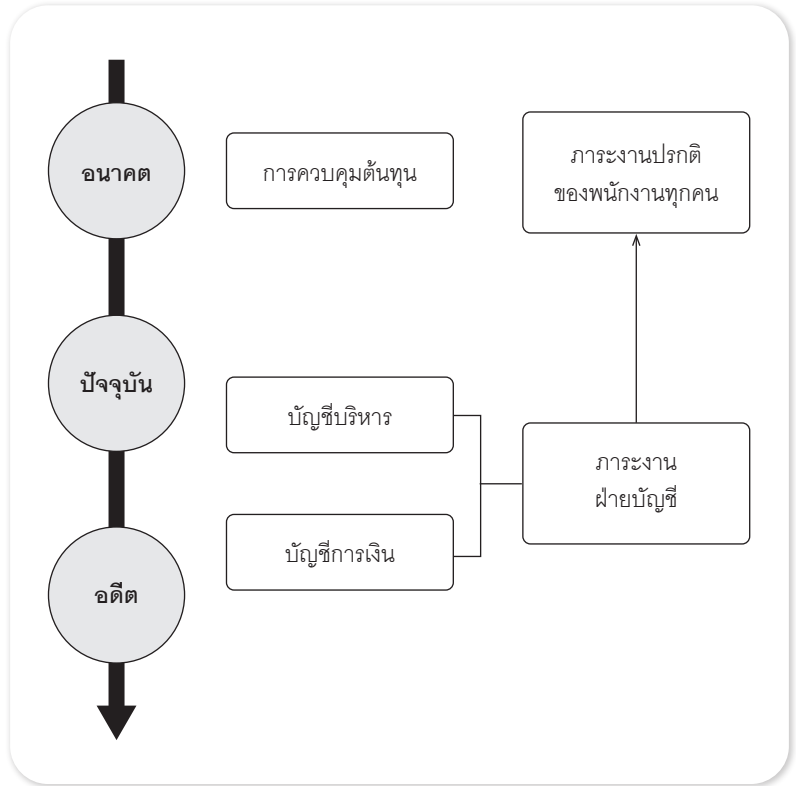 อนาคต
การควบคุมต้นทุน
ภาระงานปรกติ
ของพนักงานทุกคน
ปัจจุบัน
บัญชีบริหาร
ภาระงาน
ฝ่ายบัญชี
บัญชีการเงิน
อดีต